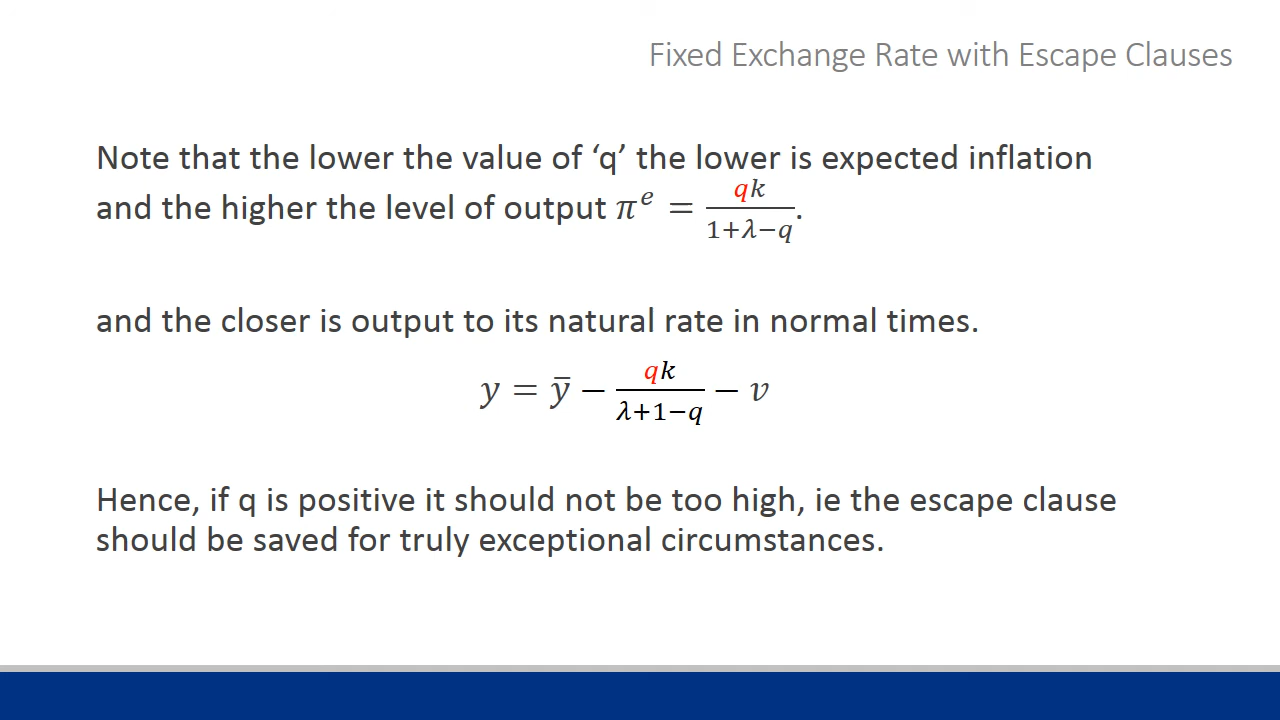 Fixed Exchange Rate with Escape Clauses
Note that the lower the value of ‘q’ the lower is expected inflation
and the higher the level of output πᵉ = qk / (1+λ−q).
and the closer is output to its natural rate in normal times.
y = ȳ − qk / (λ+1−q) − v
Hence, if q is positive it should not be too high, ie the escape clause
should be saved for truly exceptional circumstances.